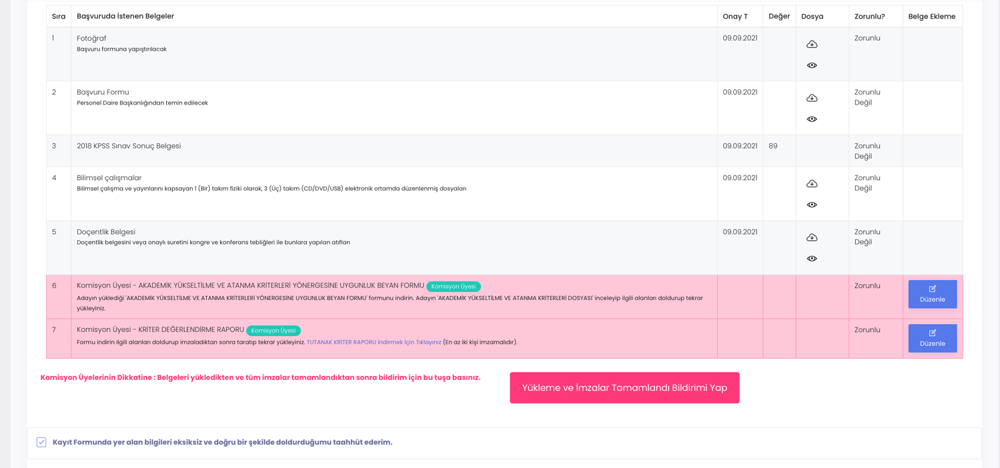 Sıra Başvuruda İstenen Belgeler Onay T Değer Dosya Zorunlu? Belge Ekleme
1 Fotoğraf 09.09.2021 Zorunlu
Başvuru formuna yapıştırılacak
2 Başvuru Formu 09.09.2021 Zorunlu
Personel Daire Başkanlığından temin edilecek Değil
3 2018 KPSS Sınav Sonuç Belgesi 09.09.2021 89 Zorunlu
Değil
4 Bilimsel çalışmalar 09.09.2021 Zorunlu
Bilimsel çalışma ve yayınlarını kapsayan 1 (Bir) takım fiziki olarak, 3 (Üç) takım (CD/DVD/USB) elektronik ortamda düzenlenmiş dosyaları Değil
5 Doçentlik Belgesi 09.09.2021 Zorunlu
Doçentlik belgesini veya onaylı suretini kongre ve konferans tebliğleri ile bunlara yapılan atıfları Değil
6 Komisyon Üyesi - AKADEMİK YÜKSELTİLME VE ATANMA KRİTERLERİ YÖNERGESİNE UYGUNLUK BEYAN FORMU Komisyon Üyesi Zorunlu
Adayın yüklediği 'AKADEMİK YÜKSELTİLME VE ATANMA KRİTERLERİ YÖNERGESİNE UYGUNLUK BEYAN FORMU' formunu indirin. Adayın 'AKADEMİK YÜKSELTİLME VE ATANMA KRİTERLERİ DOSYASI' inceleyip ilgili alanları doldurup tekrar Düzenle
yükleyiniz.
7 Komisyon Üyesi - KRİTER DEĞERLENDİRME RAPORU Komisyon Üyesi Zorunlu
Formu indirin ilgili alanları doldurup imzaladıktan sonra taratıp tekrar yükleyiniz. TUTANAK KRİTER RAPORU İndirmek İçin Tıklayınız (En az iki kişi imzamalıdır). Düzenle
Komisyon Üyelerinin Dikkatine : Belgeleri yükledikten ve tüm imzalar tamamlandıktan sonra bildirim için bu tuşa basınız.
Yükleme ve İmzalar Tamamlandı Bildirimi Yap
Kayıt Formunda yer alan bilgileri eksiksiz ve doğru bir şekilde doldurduğumu taahhüt ederim.